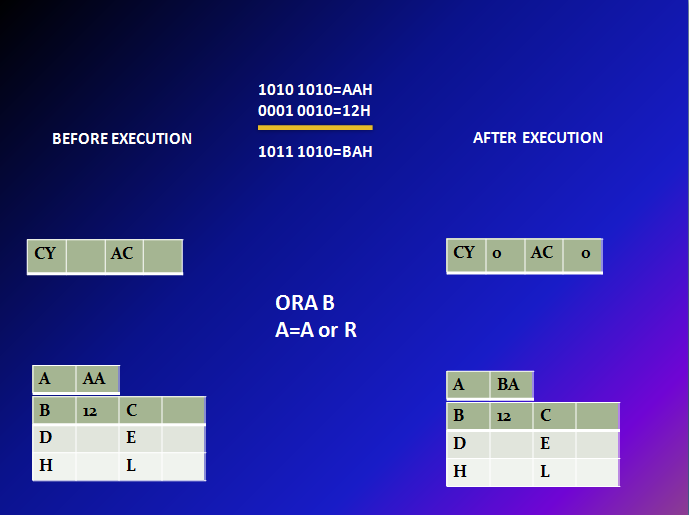 1010 1010=AAH
0001 0010=12H
1011 1010=BAH
BEFORE EXECUTION
AFTER EXECUTION
CY AC
CY 0 AC 0
ORA B
A=A or R
A AA
B 12 C
D E
H L
A BA
B 12 C
D E
H L